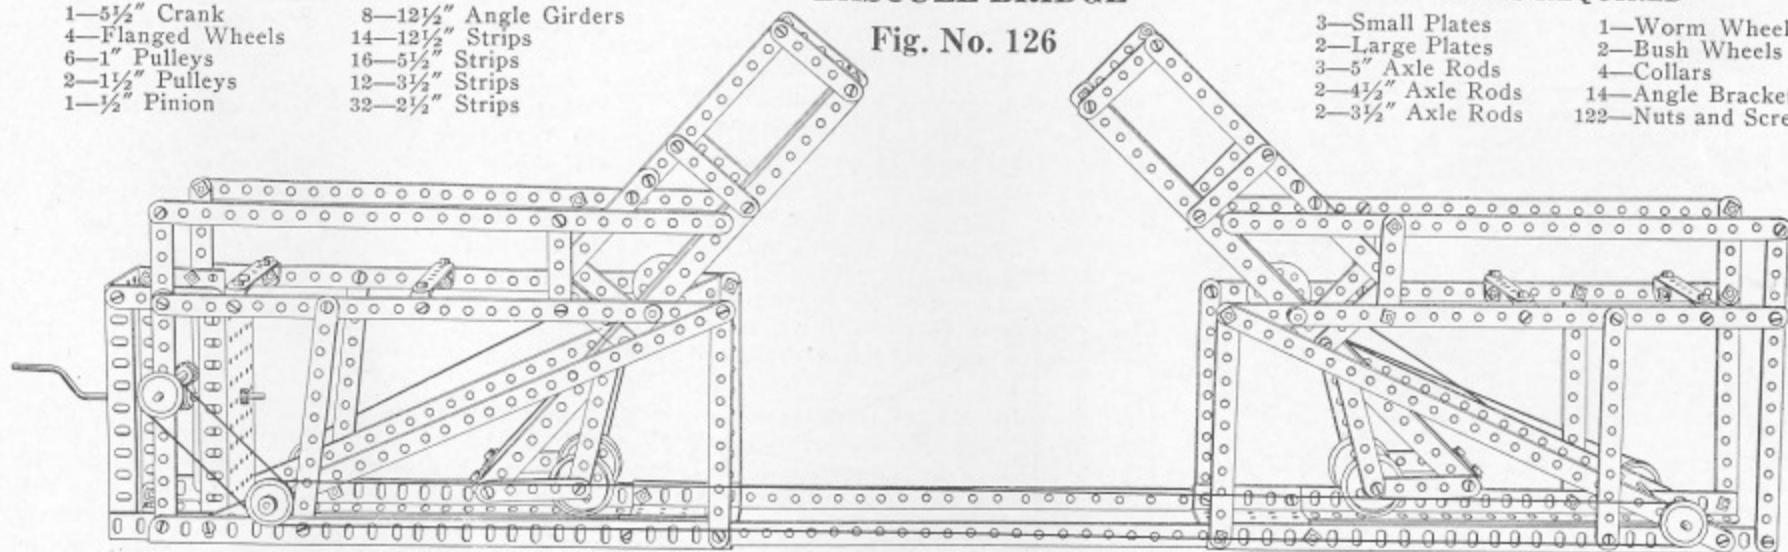 1—5½″ Crank
4—Flanged Wheels
6—1″ Pulleys
2—1½″ Pulleys
1—½″ Pinion
8—12½″ Angle Girders
14—12½″ Strips
16—5½″ Strips
12—3½″ Strips
32—2½″ Strips
BRIDGE
Fig. No. 126
3—Small Plates
2—Large Plates
3—5″ Axle Rods
2—4½″ Axle Rods
2—3½″ Axle Rods
1—Worm Wheel
2—Bush Wheels
4—Collars
14—Angle Bracke
122—Nuts and Scre